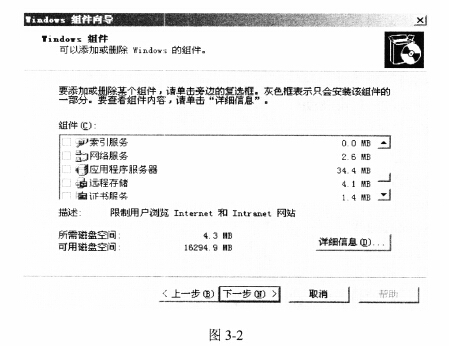 Windows 组件向导
Windows 组件
可以添加或删除 Windows 的组件。
要添加或删除某个组件，请单击旁边的复选框。灰色框表示只会安装该组件的
一部分。要查看组件内容，请单击“详细信息”。
组件(C):
索引服务 0.0 MB
网络服务 2.6 MB
应用程序服务器 34.4 MB
远程存储 4.1 MB
证书服务 1.4 MB
描述: 限制用户浏览 Internet 和 Intranet 网站
所需磁盘空间: 4.3 MB
可用磁盘空间: 16294.9 MB
详细信息(D)...
<上一步(B) 下一步(N)> 取消 帮助
图 3-2